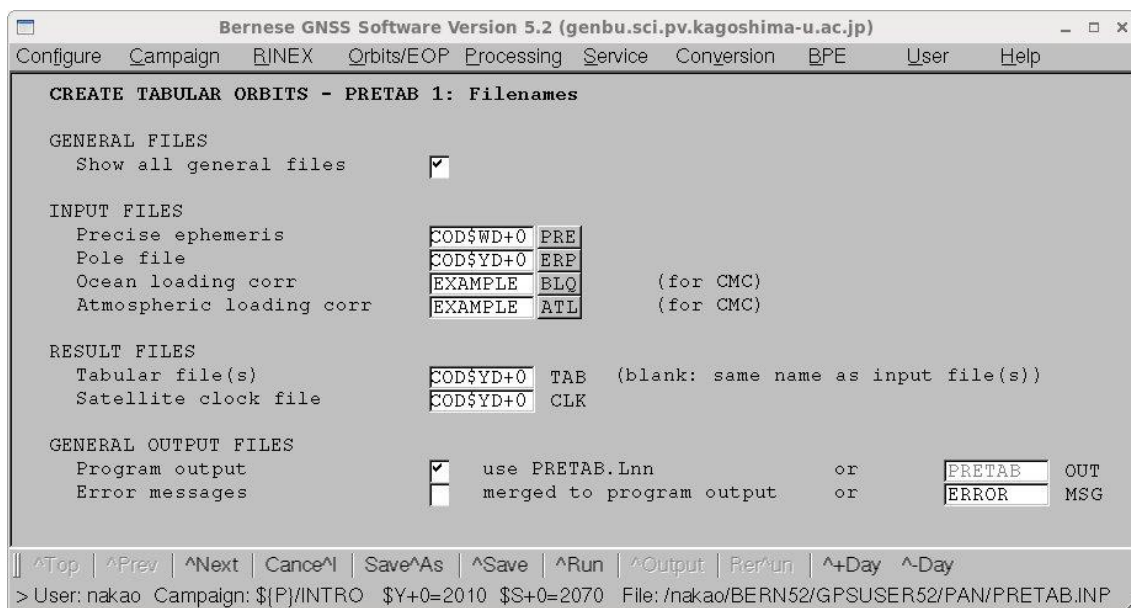 Bernese GNSS Software Version 5.2 (genbu.sci.pv.kagoshima-u.ac.jp)
Configure Campaign RINEX Orbits/EOP Processing Service Conversion BPE User Help
CREATE TABULAR ORBITS - PRETAB 1: Filenames
GENERAL FILES
Show all general files
INPUT FILES
Precise ephemeris COD$WD+0 PRE
Pole file COD$YD+0 ERP
Ocean loading corr EXAMPLE BLQ (for CMC)
Atmospheric loading corr EXAMPLE ATL (for CMC)
RESULT FILES
Tabular file(s) COD$YD+0 TAB (blank: same name as input file(s))
Satellite clock file COD$YD+0 CLK
GENERAL OUTPUT FILES
Program output use PRETAB.Lnn or PRETAB OUT
Error messages merged to program output or ERROR MSG
^Top | ^Prev | ^Next | Cance^l | Save^As | ^Save | ^Run | ^Output | Rer^un | ^+Day ^-Day
> User: nakao Campaign: ${P}/INTRO $Y+0=2010 $S+0=2070 File: /nakao/BERN52/GPSUSER52/PAN/PRETAB.INP